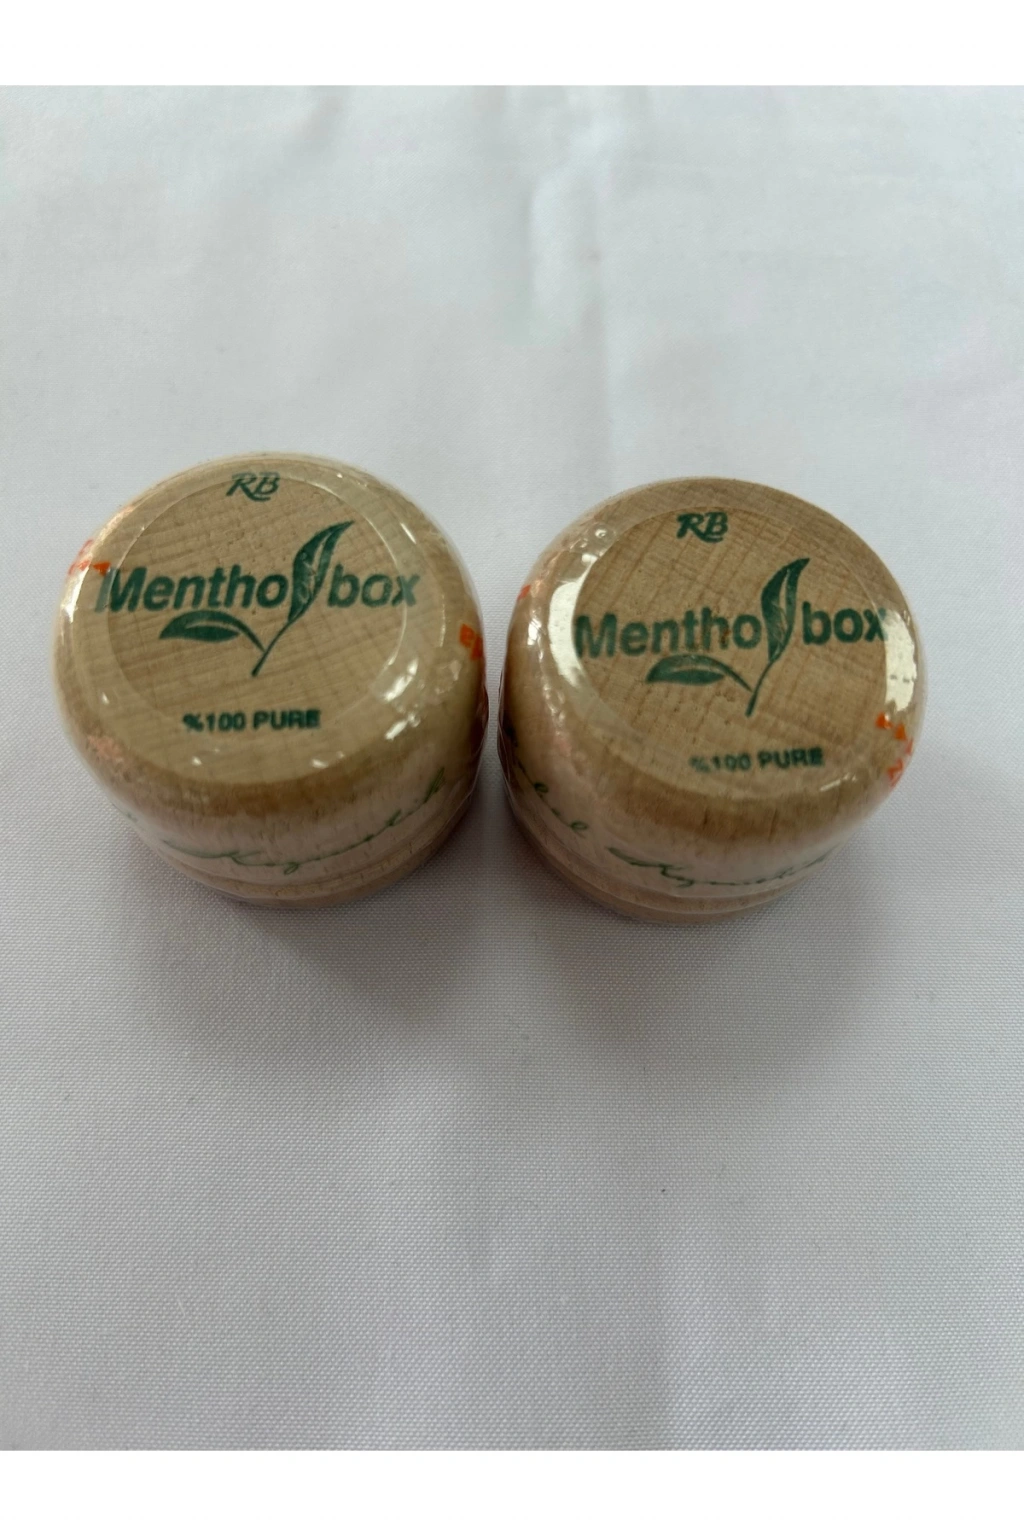 RB
Menthol box
%100 PURE
RB
Menthol box
%100 PURE